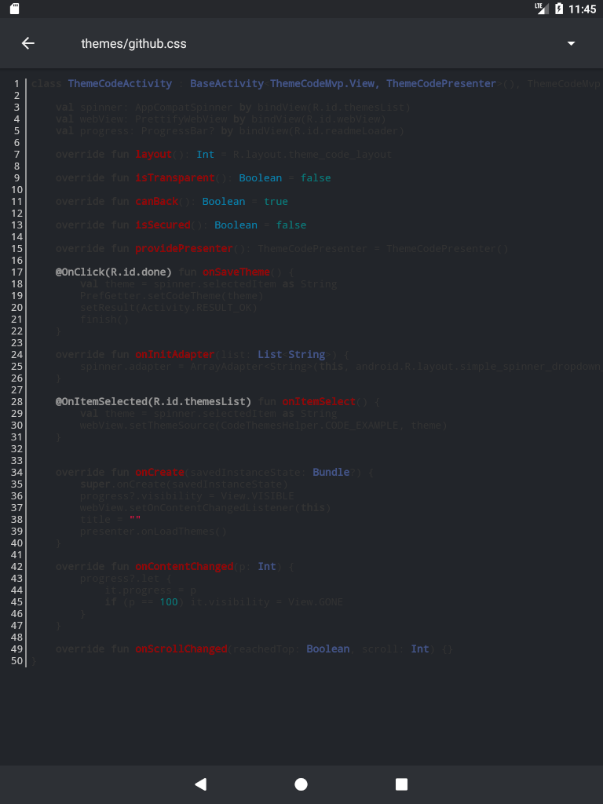 LTE 11:45
themes/github.css
1 class ThemeCodeActivity : BaseActivity<ThemeCodeMvp.View, ThemeCodePresenter>(), ThemeCodeMvp
2
3 val spinner: AppCompatSpinner by bindView(R.id.themesList)
4 val webView: PrettifyWebView by bindView(R.id.webView)
5 val progress: ProgressBar? by bindView(R.id.readmeLoader)
6
7 override fun layout(): Int = R.layout.theme_code_layout
8
9 override fun isTransparent(): Boolean = false
10
11 override fun canBack(): Boolean = true
12
13 override fun isSecured(): Boolean = false
14
15 override fun providePresenter(): ThemeCodePresenter = ThemeCodePresenter()
16
17 @OnClick(R.id.done) fun onSaveTheme() {
18 val theme = spinner.selectedItem as String
19 PrefGetter.setCodeTheme(theme)
20 setResult(Activity.RESULT_OK)
21 finish()
22 }
23
24 override fun onInitAdapter(list: List<String>) {
25 spinner.adapter = ArrayAdapter<String>(this, android.R.layout.simple_spinner_dropdown
26 }
27
28 @OnItemSelected(R.id.themesList) fun onItemSelect() {
29 val theme = spinner.selectedItem as String
30 webView.setThemeSource(CodeThemesHelper.CODE_EXAMPLE, theme)
31 }
32
33
34 override fun onCreate(savedInstanceState: Bundle?) {
35 super.onCreate(savedInstanceState)
36 progress?.visibility = View.VISIBLE
37 webView.setOnContentChangedListener(this)
38 title = ""
39 presenter.onLoadThemes()
40 }
41
42 override fun onContentChanged(p: Int) {
43 progress?.let {
44 it.progress = p
45 if (p == 100) it.visibility = View.GONE
46 }
47 }
48
49 override fun onScrollChanged(reachedTop: Boolean, scroll: Int) {}
50 }